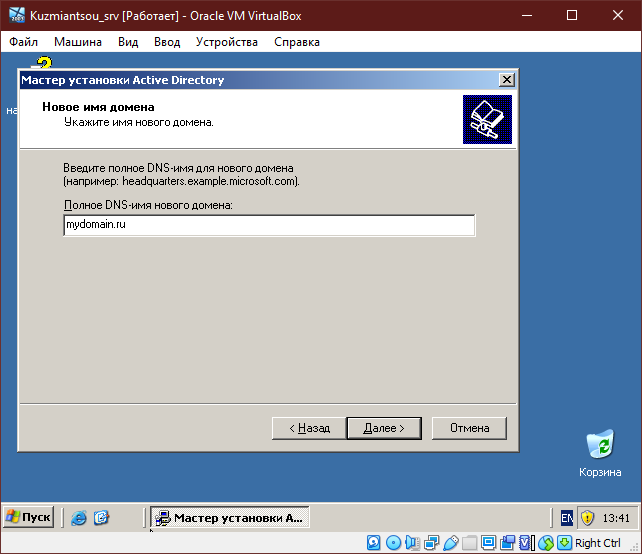 Kuzmiantsou_srv [Работает] - Oracle VM VirtualBox
Файл Машина Вид Ввод Устройства Справка
на
Мастер установки Active Directory
Новое имя домена
Укажите имя нового домена.
Введите полное DNS-имя для нового домена
(например: headquarters.example.microsoft.com).
Полное DNS-имя нового домена:
mydomain.ru
< Назад Далее > Отмена
Корзина
Пуск Мастер установки A... EN 13:41
Right Ctrl